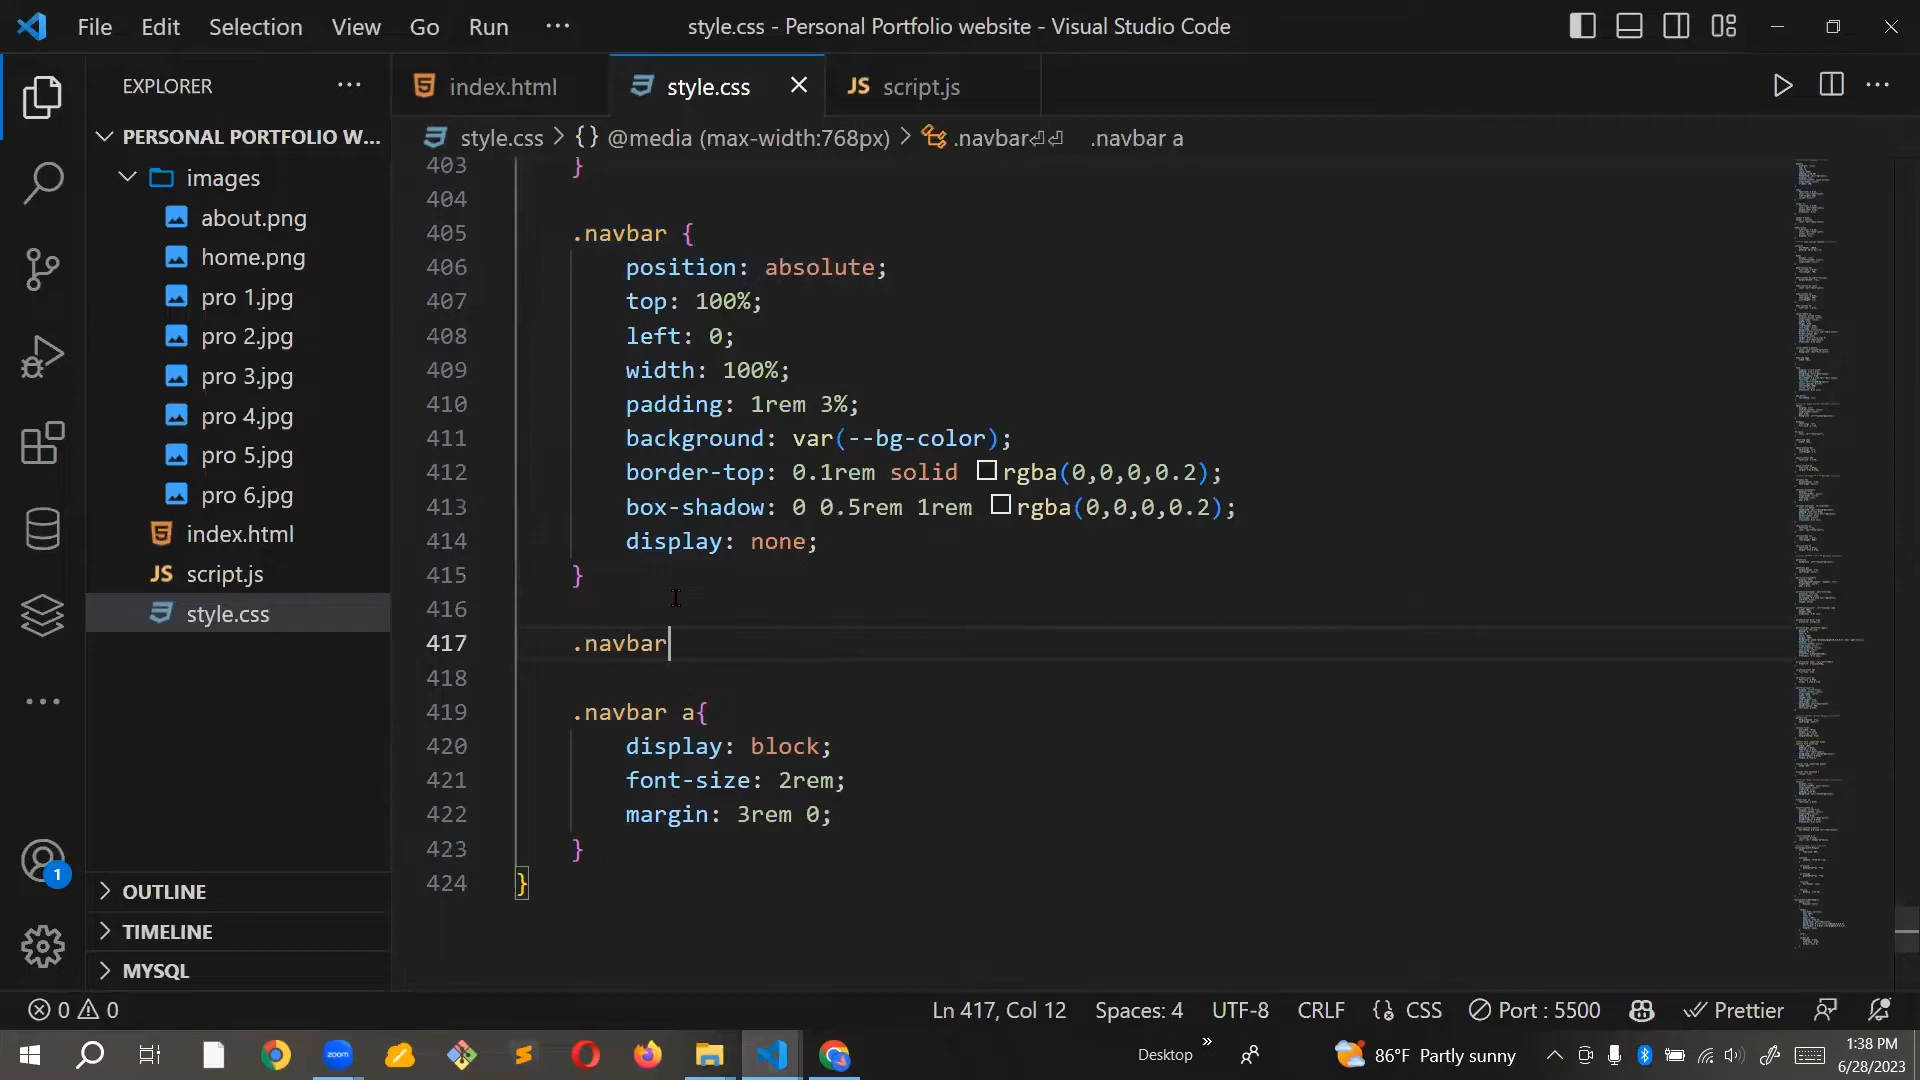 File Edit Selection View Go Run ··· style.css - Personal Portfolio website - Visual Studio Code
EXPLORER ···
index.html
style.css
JS script.js
PERSONAL PORTFOLIO W...
style.css > {} @media (max-width:768px) > .navbar⏎⏎ .navbar a
images
about.png
home.png
pro 1.jpg
pro 2.jpg
pro 3.jpg
pro 4.jpg
pro 5.jpg
pro 6.jpg
index.html
JS script.js
style.css
OUTLINE
TIMELINE
MYSQL
1
403 }
404
405 .navbar {
406 position: absolute;
407 top: 100%;
408 left: 0;
409 width: 100%;
410 padding: 1rem 3%;
411 background: var(--bg-color);
412 border-top: 0.1rem solid rgba(0,0,0,0.2);
413 box-shadow: 0 0.5rem 1rem rgba(0,0,0,0.2);
414 display: none;
415 }
416
417 .navbar
418
419 .navbar a{
420 display: block;
421 font-size: 2rem;
422 margin: 3rem 0;
423 }
424 }
0 0 Ln 417, Col 12 Spaces: 4 UTF-8 CRLF {} CSS Port : 5500 Prettier
zoom
Desktop » 86°F Partly sunny
1:38 PM
6/28/2023